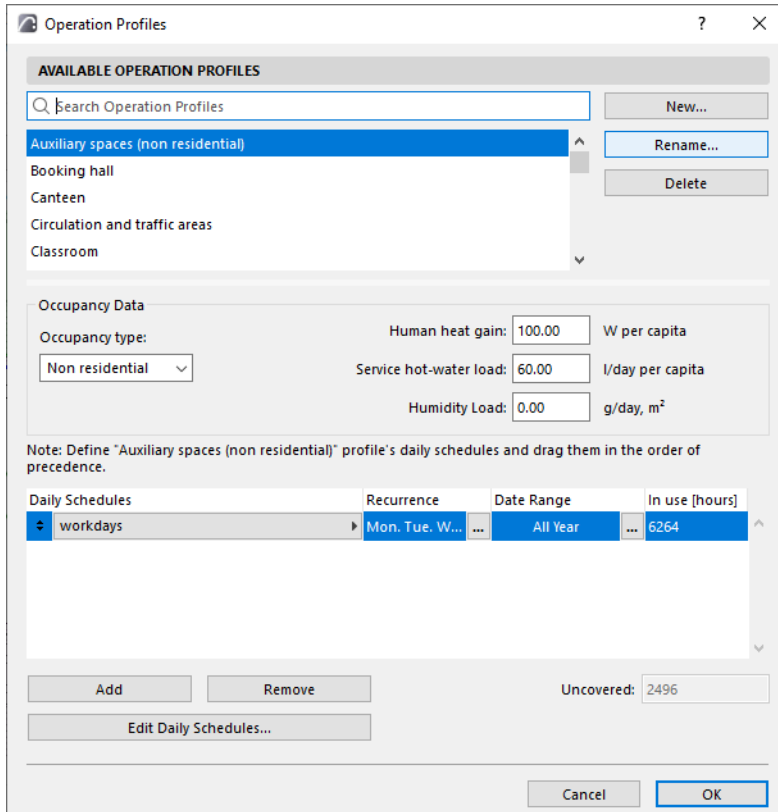 Operation Profiles
?
AVAILABLE OPERATION PROFILES
Search Operation Profiles
New...
Auxiliary spaces (non residential)
Rename...
Booking hall
Delete
Canteen
Circulation and traffic areas
Classroom
Occupancy Data
Occupancy type:
Non residential
Human heat gain: 100.00 W per capita
Service hot-water load: 60.00 l/day per capita
Humidity Load: 0.00 g/day, m²
Note: Define "Auxiliary spaces (non residential)" profile's daily schedules and drag them in the order of
precedence.
Daily Schedules Recurrence Date Range In use [hours]
workdays Mon. Tue. W... ... All Year ... 6264
Add Remove Uncovered: 2496
Edit Daily Schedules...
Cancel OK